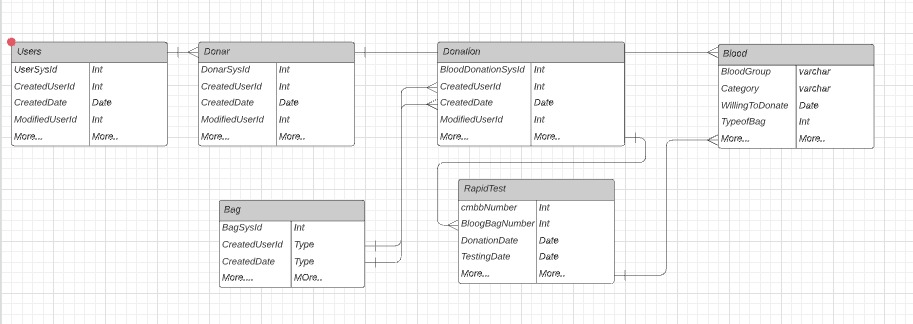 Users
UserSysId Int
CreatedUserId Int
CreatedDate Date
ModifiedUserId Int
More... More..
Donar
DonarSysId Int
CreatedUserId Int
CreatedDate Date
ModifiedUserId Int
More... More..
Donation
BloodDonationSysId Int
CreatedUserId Int
CreatedDate Date
ModifiedUserId Int
More... More..
Blood
BloodGroup varchar
Category varchar
WillingToDonate Date
TypeofBag Int
More... More..
Bag
BagSysId Int
CreatedUserId Type
CreatedDate Type
More.... MOre..
RapidTest
cmbbNumber Int
BloogBagNumber Int
DonationDate Date
TestingDate Date
More... More..